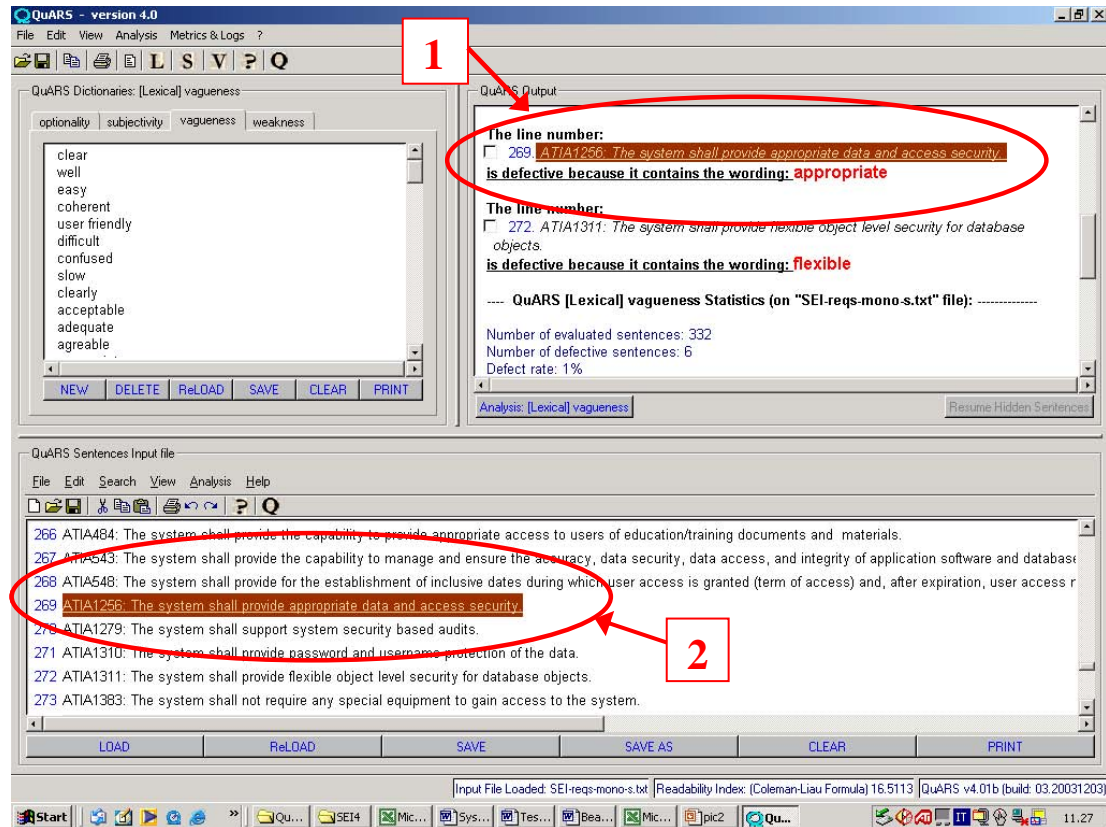 QuARS - version 4.0
File Edit View Analysis Metrics & Logs ?
L S V ? Q
1
QuARS Dictionaries: [Lexical] vagueness
optionality subjectivity vagueness weakness
clear
well
easy
coherent
user friendly
difficult
confused
slow
clearly
acceptable
adequate
agreable
NEW DELETE ReLOAD SAVE CLEAR PRINT
QuARS Output
The line number:
269. ATIA1256: The system shall provide appropriate data and access security.
is defective because it contains the wording: appropriate
The line number:
272. ATIA1311: The system shall provide flexible object level security for database
objects.
is defective because it contains the wording: flexible
---- QuARS [Lexical] vagueness Statistics (on "SEI-reqs-mono-s.txt" file): --------------
Number of evaluated sentences: 332
Number of defective sentences: 6
Defect rate: 1%
Analysis: [Lexical] vagueness Resume Hidden Sentences
QuARS Sentences Input file
File Edit Search View Analysis Help
? Q
266 ATIA484: The system shall provide the capability to provide appropriate access to users of education/training documents and materials.
267 ATIA543: The system shall provide the capability to manage and ensure the accuracy, data security, data access, and integrity of application software and database
268 ATIA548: The system shall provide for the establishment of inclusive dates during which user access is granted (term of access) and, after expiration, user access r
269 ATIA1256: The system shall provide appropriate data and access security.
270 ATIA1279: The system shall support system security based audits.
271 ATIA1310: The system shall provide password and username protection of the data.
272 ATIA1311: The system shall provide flexible object level security for database objects.
273 ATIA1383: The system shall not require any special equipment to gain access to the system.
2
LOAD ReLOAD SAVE SAVE AS CLEAR PRINT
Input File Loaded: SEI-reqs-mono-s.txt Readability Index: (Coleman-Liau Formula) 16.5113 QuARS v4.01b (build: 03.20031203)
Start » Qu... SEI4 Mic... Sys... Tes... Bea... Mic... pic2 Qu... IT 11.27